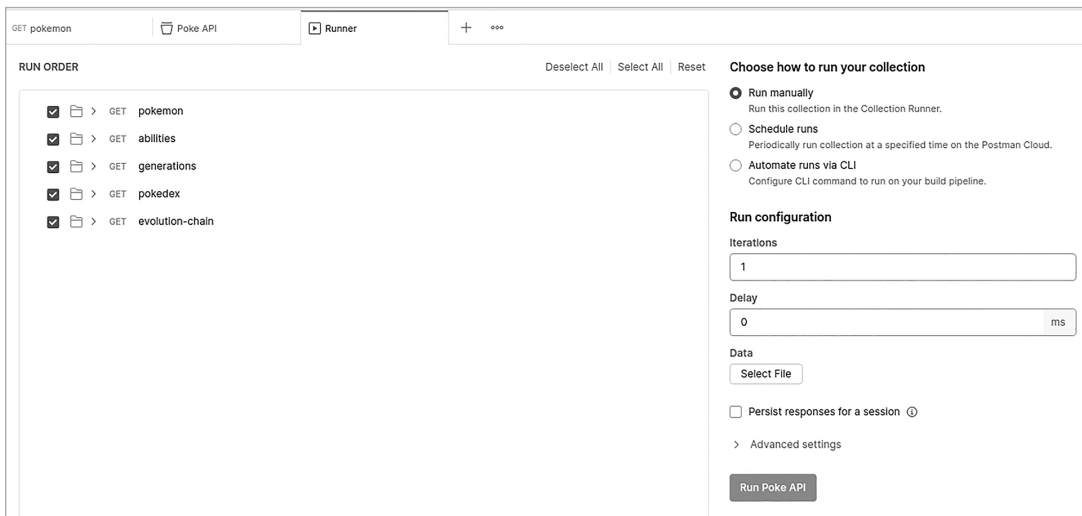 GET pokemon
Poke API
Runner
RUN ORDER
Deselect All
Select All
Reset
GET pokemon
GET abilities
GET generations
GET pokedex
GET evolution-chain
Choose how to run your collection
Run manually
Run this collection in the Collection Runner.
Schedule runs
Periodically run collection at a specified time on the Postman Cloud.
Automate runs via CLI
Configure CLI command to run on your build pipeline.
Run configuration
Iterations
1
Delay
0 ms
Data
Select File
Persist responses for a session
Advanced settings
Run Poke API